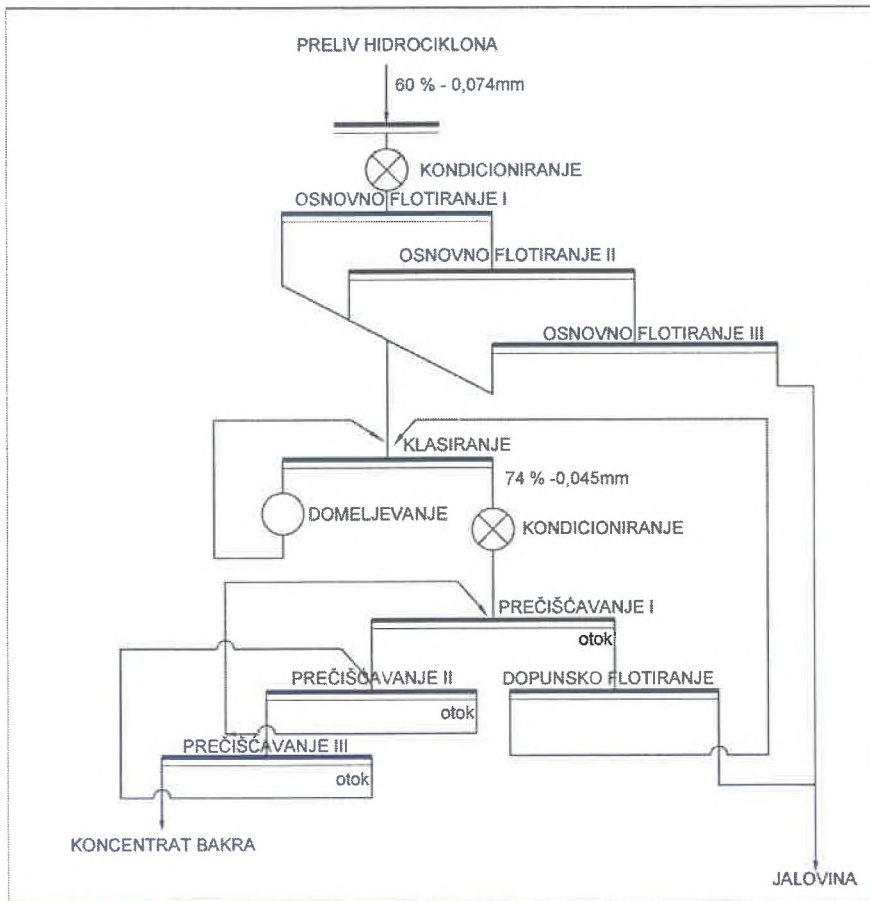 PRELIV HIDROCIKLONA
60 % - 0,074mm
KONDICIONIRANJE
OSNOVNO FLOTIRANJE I
OSNOVNO FLOTIRANJE II
OSNOVNO FLOTIRANJE III
KLASIRANJE
74 % -0,045mm
DOMELJEVANJE
KONDICIONIRANJE
PREČIŠĆAVANJE I
otok
PREČIŠĆAVANJE II
DOPUNSKO FLOTIRANJE
otok
PREČIŠĆAVANJE III
otok
KONCENTRAT BAKRA
JALOVINA